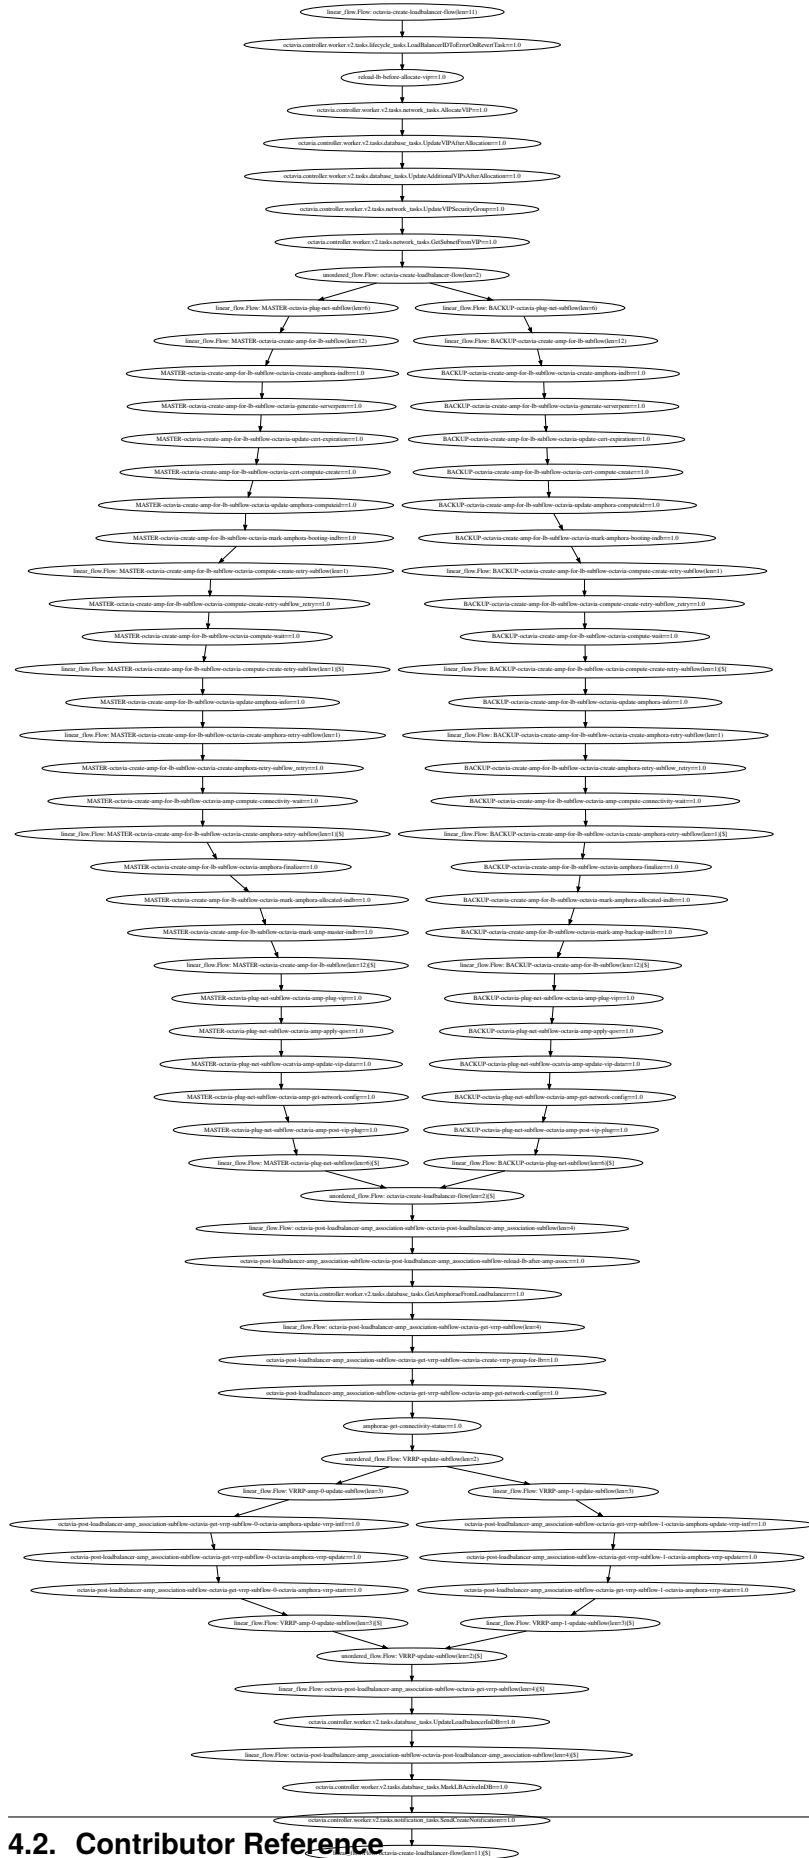 linear_flow.Flow: octavia-create-loadbalancer-flow(len=11)
octavia.controller.worker.v2.tasks.lifecycle_tasks.LoadBalancerIDToErrorOnRevertTask==1.0
reload-lb-before-allocate-vip==1.0
octavia.controller.worker.v2.tasks.network_tasks.AllocateVIP==1.0
octavia.controller.worker.v2.tasks.database_tasks.UpdateVIPAfterAllocation==1.0
octavia.controller.worker.v2.tasks.database_tasks.UpdateAdditionalVIPsAfterAllocation==1.0
octavia.controller.worker.v2.tasks.network_tasks.UpdateVIPSecurityGroup==1.0
octavia.controller.worker.v2.tasks.network_tasks.GetSubnetFromVIP==1.0
unordered_flow.Flow: octavia-create-loadbalancer-flow(len=2)
linear_flow.Flow: MASTER-octavia-plug-net-subflow(len=6) linear_flow.Flow: BACKUP-octavia-plug-net-subflow(len=6)
linear_flow.Flow: MASTER-octavia-create-amp-for-lb-subflow(len=12) linear_flow.Flow: BACKUP-octavia-create-amp-for-lb-subflow(len=12)
MASTER-octavia-create-amp-for-lb-subflow-octavia-create-amphora-indb==1.0 BACKUP-octavia-create-amp-for-lb-subflow-octavia-create-amphora-indb==1.0
MASTER-octavia-create-amp-for-lb-subflow-octavia-generate-serverpem==1.0 BACKUP-octavia-create-amp-for-lb-subflow-octavia-generate-serverpem==1.0
MASTER-octavia-create-amp-for-lb-subflow-octavia-update-cert-expiration==1.0 BACKUP-octavia-create-amp-for-lb-subflow-octavia-update-cert-expiration==1.0
MASTER-octavia-create-amp-for-lb-subflow-octavia-cert-compute-create==1.0 BACKUP-octavia-create-amp-for-lb-subflow-octavia-cert-compute-create==1.0
MASTER-octavia-create-amp-for-lb-subflow-octavia-update-amphora-computeid==1.0 BACKUP-octavia-create-amp-for-lb-subflow-octavia-update-amphora-computeid==1.0
MASTER-octavia-create-amp-for-lb-subflow-octavia-mark-amphora-booting-indb==1.0 BACKUP-octavia-create-amp-for-lb-subflow-octavia-mark-amphora-booting-indb==1.0
linear_flow.Flow: MASTER-octavia-create-amp-for-lb-subflow-octavia-compute-create-retry-subflow(len=1) linear_flow.Flow: BACKUP-octavia-create-amp-for-lb-subflow-octavia-compute-create-retry-subflow(len=1)
MASTER-octavia-create-amp-for-lb-subflow-octavia-compute-create-retry-subflow_retry==1.0 BACKUP-octavia-create-amp-for-lb-subflow-octavia-compute-create-retry-subflow_retry==1.0
MASTER-octavia-create-amp-for-lb-subflow-octavia-compute-wait==1.0 BACKUP-octavia-create-amp-for-lb-subflow-octavia-compute-wait==1.0
linear_flow.Flow: MASTER-octavia-create-amp-for-lb-subflow-octavia-compute-create-retry-subflow(len=1)[$] linear_flow.Flow: BACKUP-octavia-create-amp-for-lb-subflow-octavia-compute-create-retry-subflow(len=1)[$]
MASTER-octavia-create-amp-for-lb-subflow-octavia-update-amphora-info==1.0 BACKUP-octavia-create-amp-for-lb-subflow-octavia-update-amphora-info==1.0
linear_flow.Flow: MASTER-octavia-create-amp-for-lb-subflow-octavia-create-amphora-retry-subflow(len=1) linear_flow.Flow: BACKUP-octavia-create-amp-for-lb-subflow-octavia-create-amphora-retry-subflow(len=1)
MASTER-octavia-create-amp-for-lb-subflow-octavia-create-amphora-retry-subflow_retry==1.0 BACKUP-octavia-create-amp-for-lb-subflow-octavia-create-amphora-retry-subflow_retry==1.0
MASTER-octavia-create-amp-for-lb-subflow-octavia-amp-compute-connectivity-wait==1.0 BACKUP-octavia-create-amp-for-lb-subflow-octavia-amp-compute-connectivity-wait==1.0
linear_flow.Flow: MASTER-octavia-create-amp-for-lb-subflow-octavia-create-amphora-retry-subflow(len=1)[$] linear_flow.Flow: BACKUP-octavia-create-amp-for-lb-subflow-octavia-create-amphora-retry-subflow(len=1)[$]
MASTER-octavia-create-amp-for-lb-subflow-octavia-amphora-finalize==1.0 BACKUP-octavia-create-amp-for-lb-subflow-octavia-amphora-finalize==1.0
MASTER-octavia-create-amp-for-lb-subflow-octavia-mark-amphora-allocated-indb==1.0 BACKUP-octavia-create-amp-for-lb-subflow-octavia-mark-amphora-allocated-indb==1.0
MASTER-octavia-create-amp-for-lb-subflow-octavia-mark-amp-master-indb==1.0 BACKUP-octavia-create-amp-for-lb-subflow-octavia-mark-amp-backup-indb==1.0
linear_flow.Flow: MASTER-octavia-create-amp-for-lb-subflow(len=12)[$] linear_flow.Flow: BACKUP-octavia-create-amp-for-lb-subflow(len=12)[$]
MASTER-octavia-plug-net-subflow-octavia-amp-plug-vip==1.0 BACKUP-octavia-plug-net-subflow-octavia-amp-plug-vip==1.0
MASTER-octavia-plug-net-subflow-octavia-amp-apply-qos==1.0 BACKUP-octavia-plug-net-subflow-octavia-amp-apply-qos==1.0
MASTER-octavia-plug-net-subflow-ocatvia-amp-update-vip-data==1.0 BACKUP-octavia-plug-net-subflow-ocatvia-amp-update-vip-data==1.0
MASTER-octavia-plug-net-subflow-octavia-amp-get-network-config==1.0 BACKUP-octavia-plug-net-subflow-octavia-amp-get-network-config==1.0
MASTER-octavia-plug-net-subflow-octavia-amp-post-vip-plug==1.0 BACKUP-octavia-plug-net-subflow-octavia-amp-post-vip-plug==1.0
linear_flow.Flow: MASTER-octavia-plug-net-subflow(len=6)[$] linear_flow.Flow: BACKUP-octavia-plug-net-subflow(len=6)[$]
unordered_flow.Flow: octavia-create-loadbalancer-flow(len=2)[$]
linear_flow.Flow: octavia-post-loadbalancer-amp_association-subflow-octavia-post-loadbalancer-amp_association-subflow(len=4)
octavia-post-loadbalancer-amp_association-subflow-octavia-post-loadbalancer-amp_association-subflow-reload-lb-after-amp-assoc==1.0
octavia.controller.worker.v2.tasks.database_tasks.GetAmphoraeFromLoadbalancer==1.0
linear_flow.Flow: octavia-post-loadbalancer-amp_association-subflow-octavia-get-vrrp-subflow(len=4)
octavia-post-loadbalancer-amp_association-subflow-octavia-get-vrrp-subflow-octavia-create-vrrp-group-for-lb==1.0
octavia-post-loadbalancer-amp_association-subflow-octavia-get-vrrp-subflow-octavia-amp-get-network-config==1.0
amphorae-get-connectivity-status==1.0
unordered_flow.Flow: VRRP-update-subflow(len=2)
linear_flow.Flow: VRRP-amp-0-update-subflow(len=3) linear_flow.Flow: VRRP-amp-1-update-subflow(len=3)
octavia-post-loadbalancer-amp_association-subflow-octavia-get-vrrp-subflow-0-octavia-amphora-update-vrrp-intf==1.0 octavia-post-loadbalancer-amp_association-subflow-octavia-get-vrrp-subflow-1-octavia-amphora-update-vrrp-intf==1.0
octavia-post-loadbalancer-amp_association-subflow-octavia-get-vrrp-subflow-0-octavia-amphora-vrrp-update==1.0 octavia-post-loadbalancer-amp_association-subflow-octavia-get-vrrp-subflow-1-octavia-amphora-vrrp-update==1.0
octavia-post-loadbalancer-amp_association-subflow-octavia-get-vrrp-subflow-0-octavia-amphora-vrrp-start==1.0 octavia-post-loadbalancer-amp_association-subflow-octavia-get-vrrp-subflow-1-octavia-amphora-vrrp-start==1.0
linear_flow.Flow: VRRP-amp-0-update-subflow(len=3)[$] linear_flow.Flow: VRRP-amp-1-update-subflow(len=3)[$]
unordered_flow.Flow: VRRP-update-subflow(len=2)[$]
linear_flow.Flow: octavia-post-loadbalancer-amp_association-subflow-octavia-get-vrrp-subflow(len=4)[$]
octavia.controller.worker.v2.tasks.database_tasks.UpdateLoadbalancerInDB==1.0
linear_flow.Flow: octavia-post-loadbalancer-amp_association-subflow-octavia-post-loadbalancer-amp_association-subflow(len=4)[$]
octavia.controller.worker.v2.tasks.database_tasks.MarkLBActiveInDB==1.0
octavia.controller.worker.v2.tasks.notification_tasks.SendCreateNotification==1.0
4.2. Contributor Reference
linear_flow.Flow: octavia-create-loadbalancer-flow(len=11)[$]